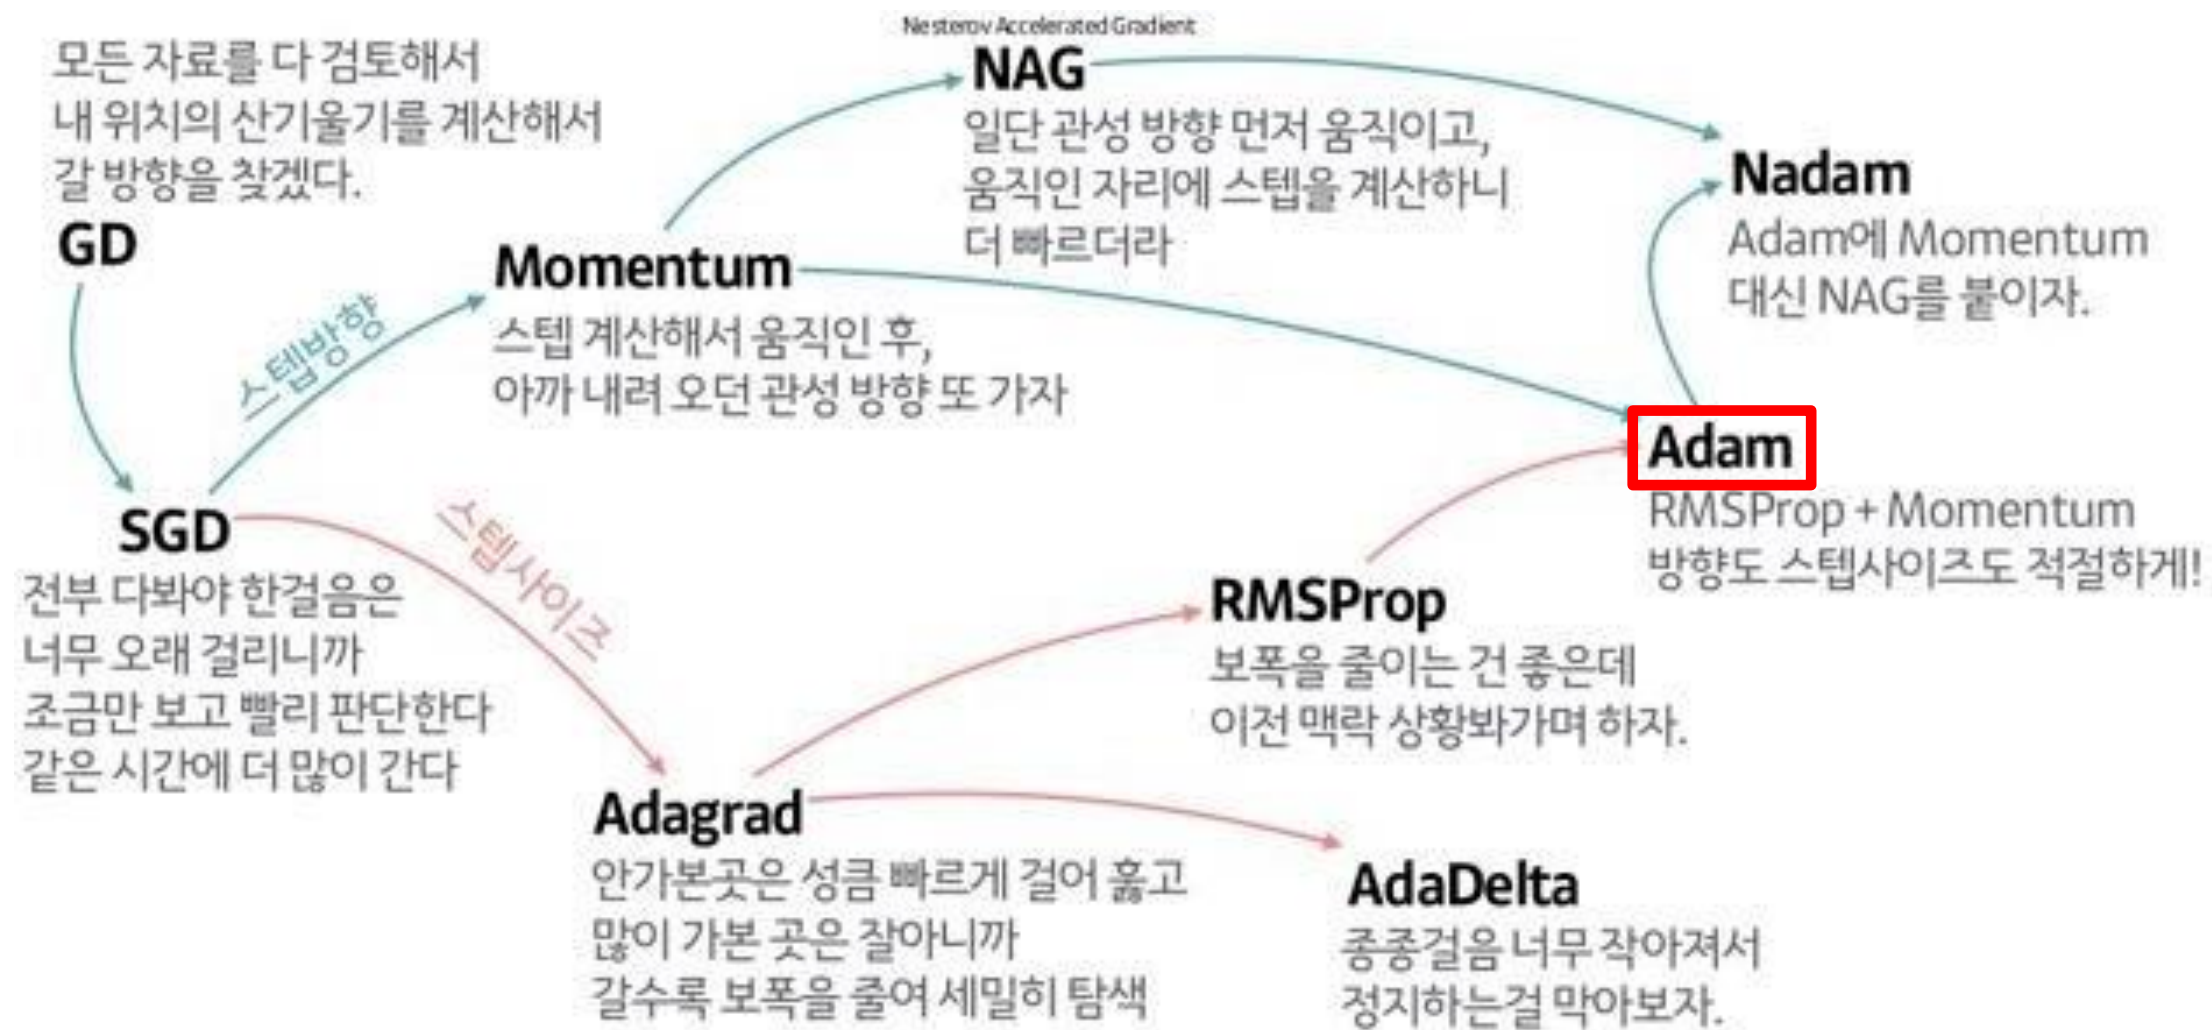 모든 자료를 다 검토해서
내 위치의 산기울기를 계산해서
갈 방향을 찾겠다.
GD
스텝방향
SGD
전부 다봐야 한걸음은
너무 오래 걸리니까
조금만 보고 빨리 판단한다
같은 시간에 더 많이 간다
Momentum
스텝 계산해서 움직인 후,
아까 내려 오던 관성 방향 또 가자
Nesterov Accelerated Gradient
NAG
일단 관성 방향 먼저 움직이고,
움직인 자리에 스텝을 계산하니
더 빠르더라
Nadam
Adam에 Momentum
대신 NAG를 붙이자.
Adam
RMSProp + Momentum
방향도 스텝사이즈도 적절하게!
스텝사이즈
Adagrad
안가본곳은 성큼 빠르게 걸어 훓고
많이 가본 곳은 잘아니까
갈수록 보폭을 줄여 세밀히 탐색
RMSProp
보폭을 줄이는 건 좋은데
이전 맥락 상황봐가며 하자.
AdaDelta
종종걸음 너무 작아져서
정지하는걸 막아보자.